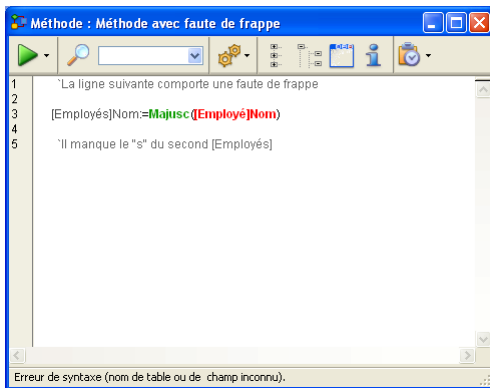 Méthode : Méthode avec faute de frappe
1 `La ligne suivante comporte une faute de frappe
2
3 [Employés]Nom:=Majusc([Employé]Nom)
4
5 `Il manque le "s" du second [Employés]
Erreur de syntaxe (nom de table ou de champ inconnu).